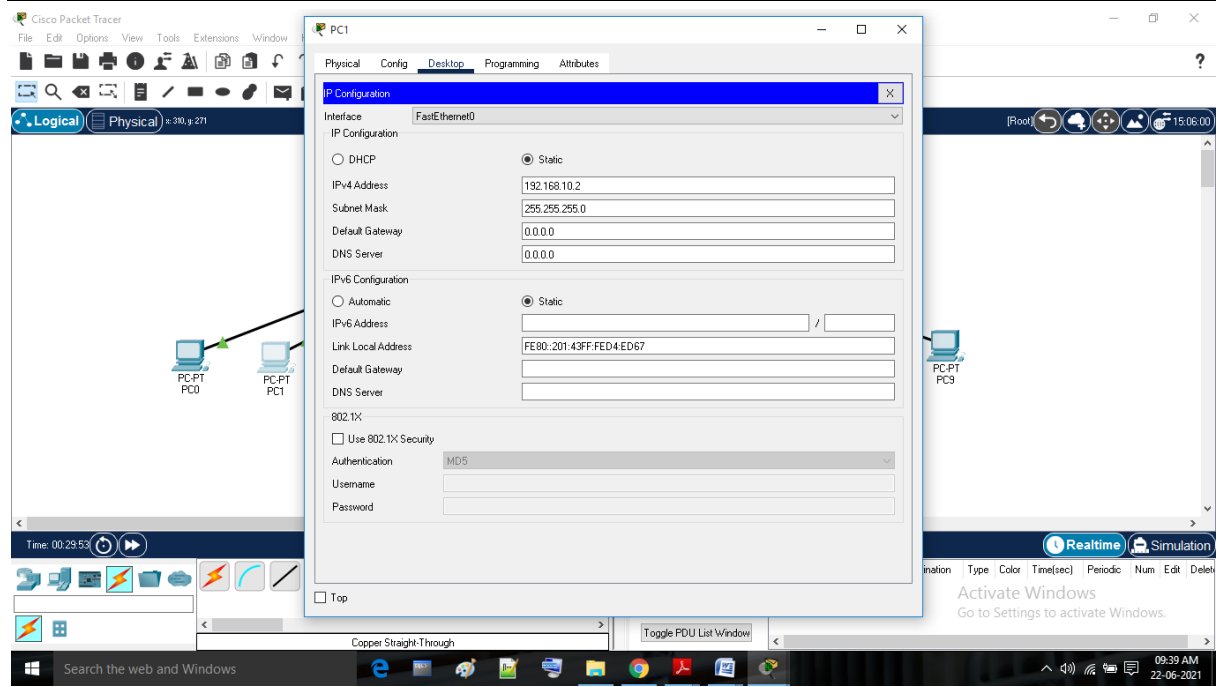 Cisco Packet Tracer
File Edit Options View Tools Extensions Window
PC1
Physical Config Desktop Programming Attributes
IP Configuration X
Interface FastEthernet0
IP Configuration
DHCP Static
IPv4 Address 192.168.10.2
Subnet Mask 255.255.255.0
Default Gateway 0.0.0.0
DNS Server 0.0.0.0
IPv6 Configuration
Automatic Static
IPv6 Address /
Link Local Address FE80::201:43FF:FED4:ED67
Default Gateway
DNS Server
802.1X
Use 802.1X Security
Authentication MD5
Username
Password
Top
?
Logical Physical x: 310, y: 271
[Root] 15:06:00
PC-PT
PC0
PC-PT
PC1
PC-PT
PC9
Time: 00:29:53
Realtime Simulation
ination Type Color Time(sec) Periodic Num Edit Delet
Activate Windows
Go to Settings to activate Windows.
Copper Straight-Through
Toggle PDU List Window
Search the web and Windows
09:39 AM
22-06-2021